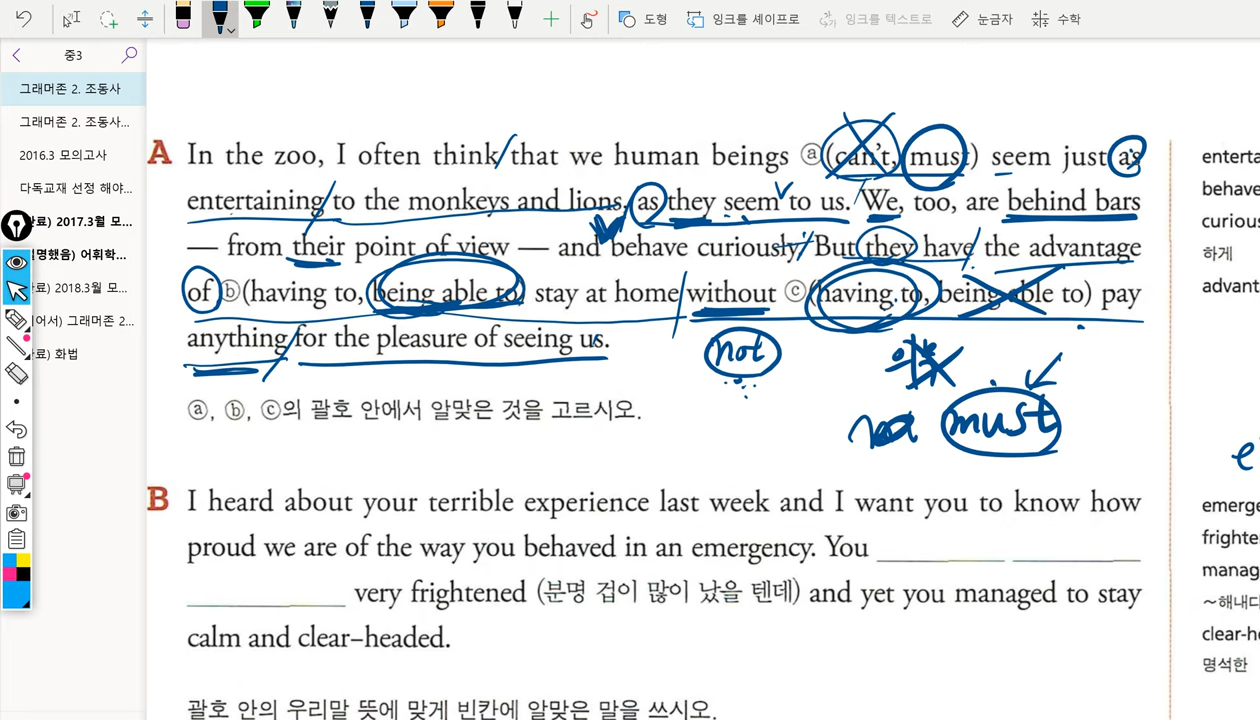 도형
잉크를 셰이프로
잉크를 텍스트로
눈금자
수학
중3
그래머존 2. 조동사
그래머존 2. 조동사...
2016.3 모의고사
다독교재 선정 해야...
료) 2017.3월 모...
명했음) 어휘학...
료) 2018.3월 모...
어서) 그래머존 2...
화법
A In the zoo, I often think that we human beings ⓐ(can't, must) seem just as
entertaining to the monkeys and lions, as they seem to us. We, too, are behind bars
— from their point of view — and behave curiously. But they have the advantage
of ⓑ(having to, being able to) stay at home without ⓒ(having to, being able to) pay
anything for the pleasure of seeing us.
not
must
ⓐ, ⓑ, ⓒ의 괄호 안에서 알맞은 것을 고르시오.
B I heard about your terrible experience last week and I want you to know how
proud we are of the way you behaved in an emergency. You
very frightened (분명 겁이 많이 났을 텐데) and yet you managed to stay
calm and clear-headed.
괄호 안의 우리말 뜻에 맞게 빈칸에 알맞은 말을 쓰시오.
enterta
behave
curious
하게
advant
e
emerge
frighte
manag
～해내다
clear-he
명석한